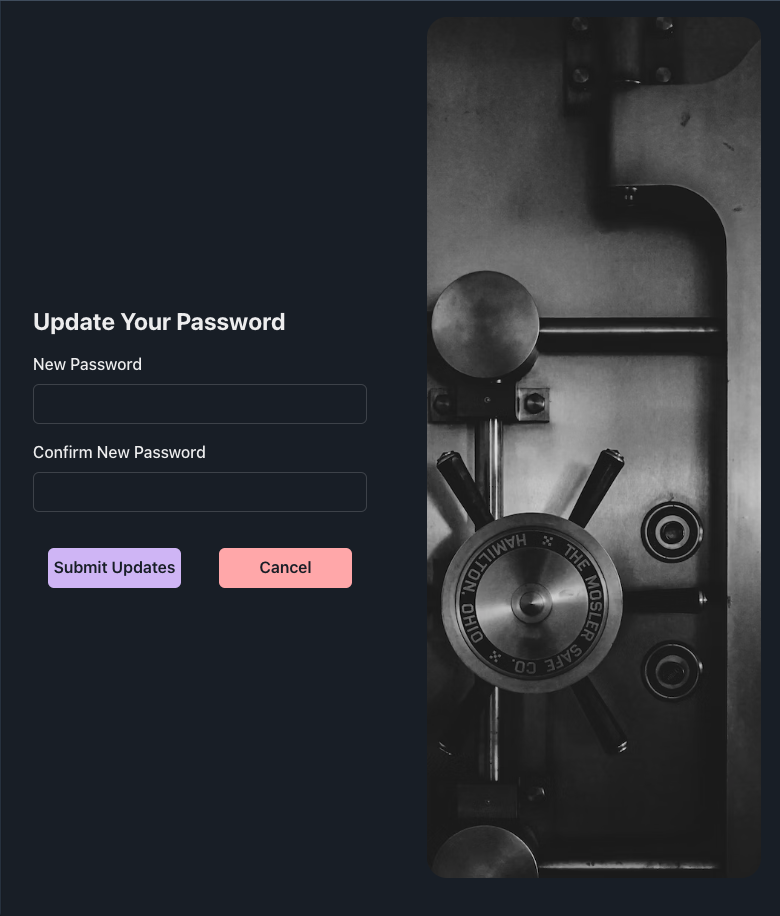 Update Your Password
New Password
Confirm New Password
Submit Updates
Cancel
THE MOSLER SAFE CO.
HAMILTON, OHIO